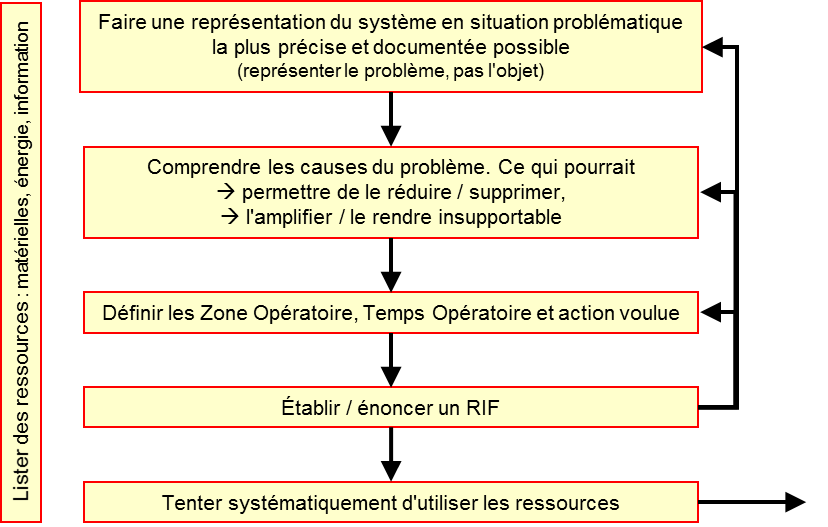 Lister des ressources : matérielles, énergie, information
Faire une représentation du système en situation problématique
la plus précise et documentée possible
(représenter le problème, pas l'objet)
Comprendre les causes du problème. Ce qui pourrait
→ permettre de le réduire / supprimer,
→ l'amplifier / le rendre insupportable
Définir les Zone Opératoire, Temps Opératoire et action voulue
Établir / énoncer un RIF
Tenter systématiquement d'utiliser les ressources